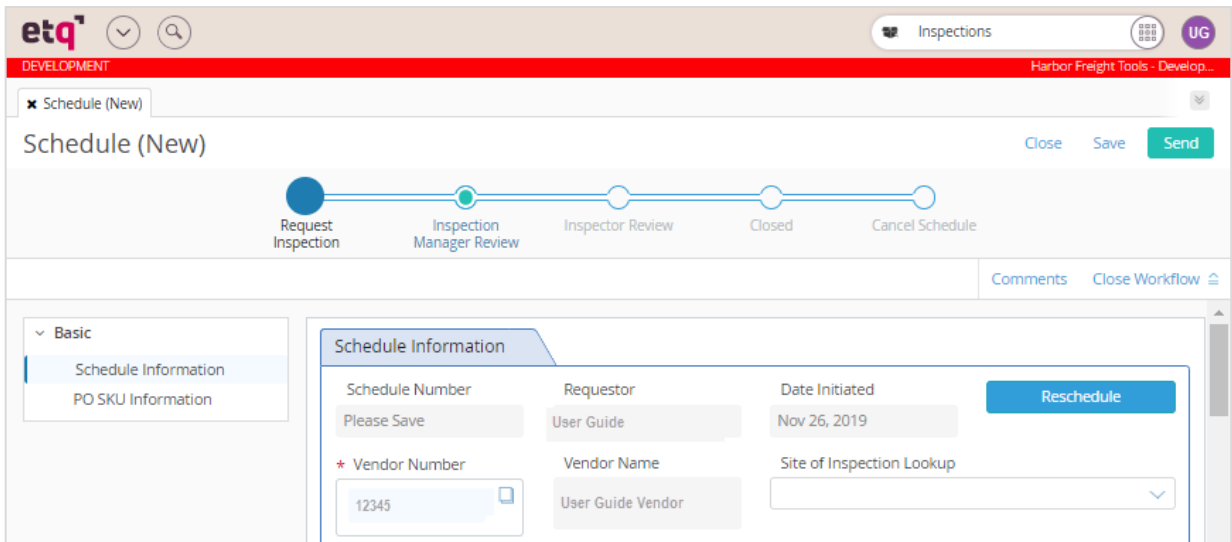 etq
Inspections
UG
DEVELOPMENT
Harbor Freight Tools - Develop...
Schedule (New)
Schedule (New)
Close Save Send
Request Inspection Inspector Review Closed Cancel Schedule
Inspection Manager Review
Comments Close Workflow
Basic
Schedule Information
PO SKU Information
Schedule Information
Schedule Number Requestor Date Initiated Reschedule
Please Save User Guide Nov 26, 2019
* Vendor Number Vendor Name Site of Inspection Lookup
12345 User Guide Vendor